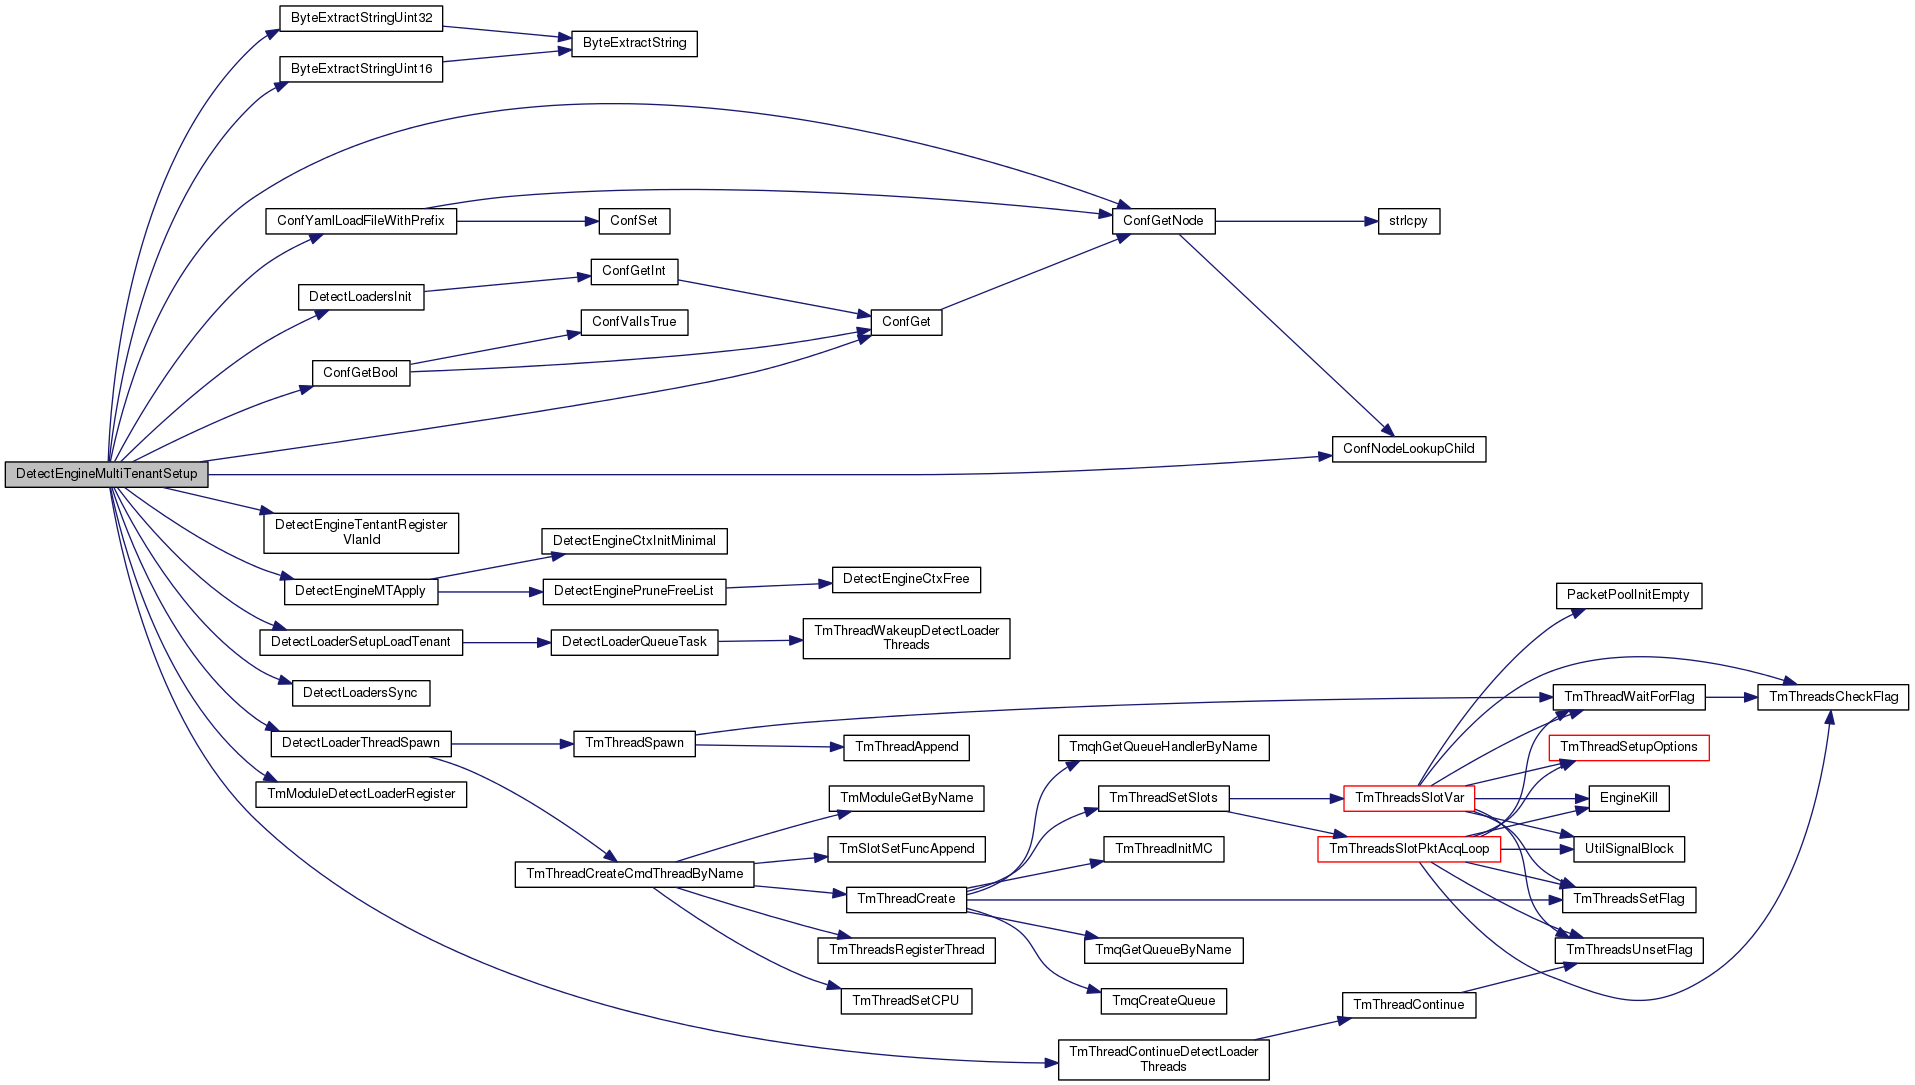 ByteExtractStringUint32
ByteExtractString
ByteExtractStringUint16
ConfYamlLoadFileWithPrefix
ConfSet
ConfGetNode
strlcpy
ConfGetInt
DetectLoadersInit
ConfValIsTrue
ConfGet
ConfGetBool
ConfNodeLookupChild
DetectEngineMultiTenantSetup
DetectEngineTentantRegister
VlanId
DetectEngineCtxInitMinimal
DetectEngineMTApply
DetectEnginePruneFreeList
DetectEngineCtxFree
PacketPoolInitEmpty
DetectLoaderSetupLoadTenant
DetectLoaderQueueTask
TmThreadWakeupDetectLoader
Threads
DetectLoadersSync
TmThreadWaitForFlag
TmThreadsCheckFlag
DetectLoaderThreadSpawn
TmThreadSpawn
TmThreadAppend
TmqhGetQueueHandlerByName
TmThreadSetupOptions
TmModuleDetectLoaderRegister
TmModuleGetByName
TmThreadSetSlots
TmThreadsSlotVar
EngineKill
TmSlotSetFuncAppend
TmThreadInitMC
TmThreadsSlotPktAcqLoop
UtilSignalBlock
TmThreadCreateCmdThreadByName
TmThreadCreate
TmThreadsSetFlag
TmThreadsRegisterThread
TmqGetQueueByName
TmThreadsUnsetFlag
TmThreadSetCPU
TmqCreateQueue
TmThreadContinue
TmThreadContinueDetectLoader
Threads